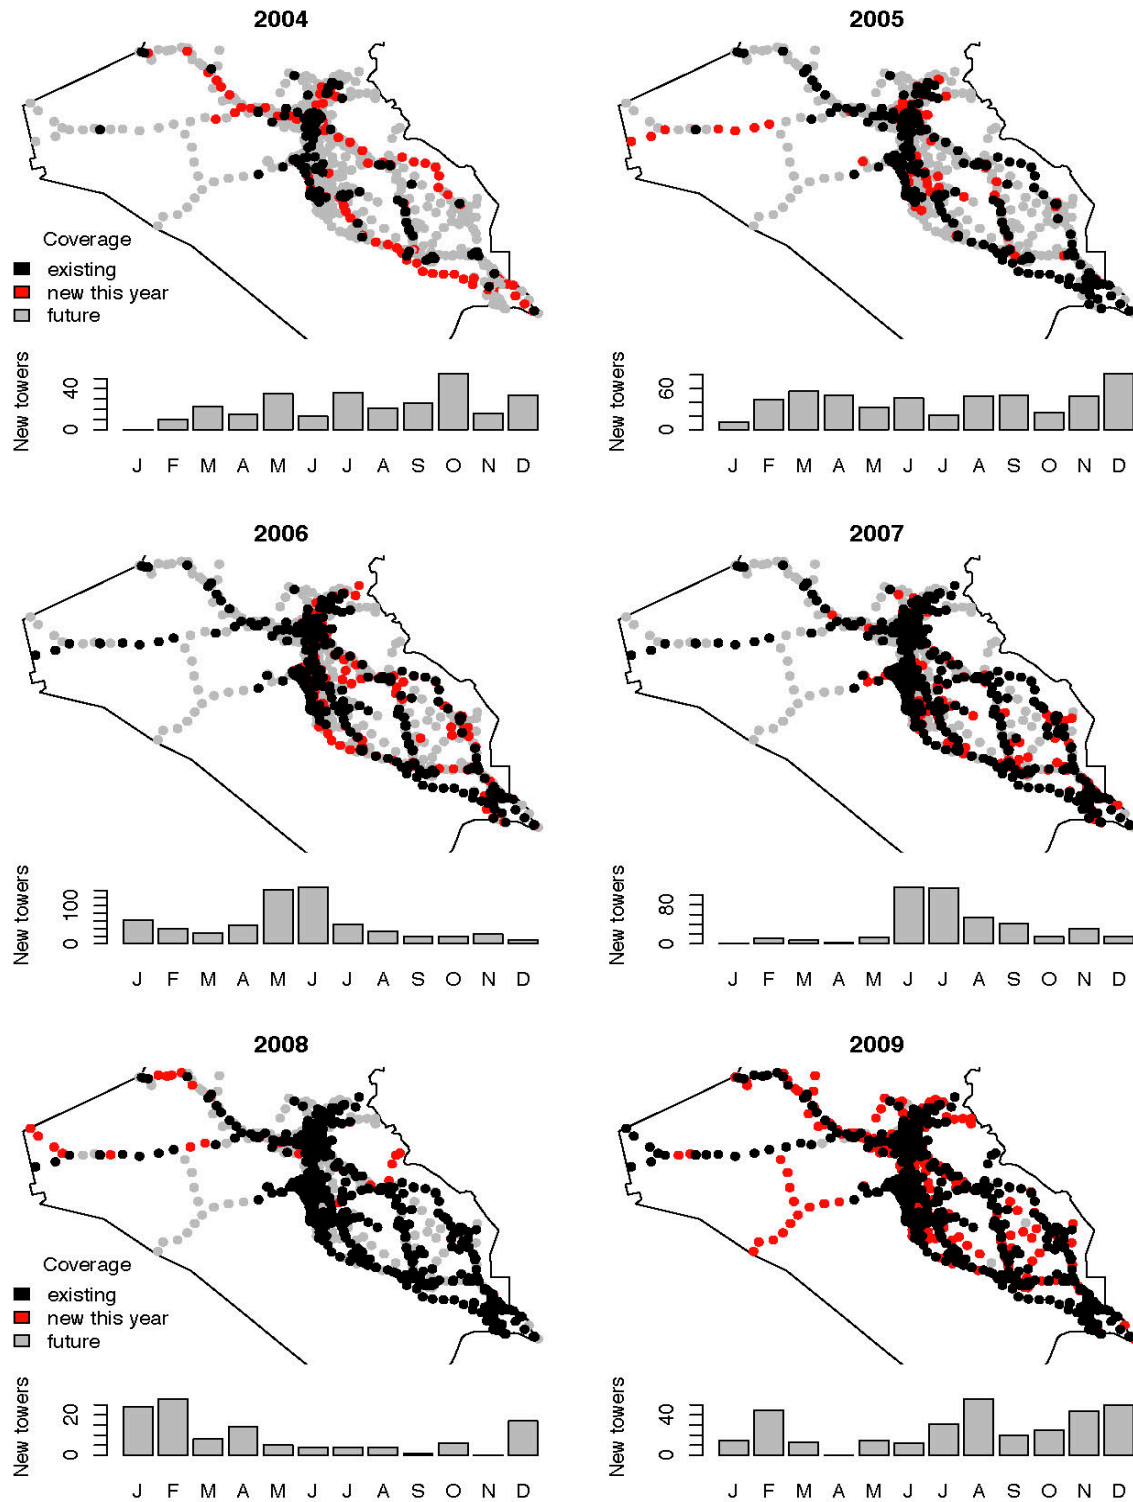 2004
2005
Coverage
existing
new this year
future
New towers
0 40
J F M A M J J A S O N D
New towers
0 60
J F M A M J J A S O N D
2006
2007
New towers
0 100
J F M A M J J A S O N D
New towers
0 80
J F M A M J J A S O N D
2008
2009
Coverage
existing
new this year
future
New towers
0 20
J F M A M J J A S O N D
New towers
0 40
J F M A M J J A S O N D